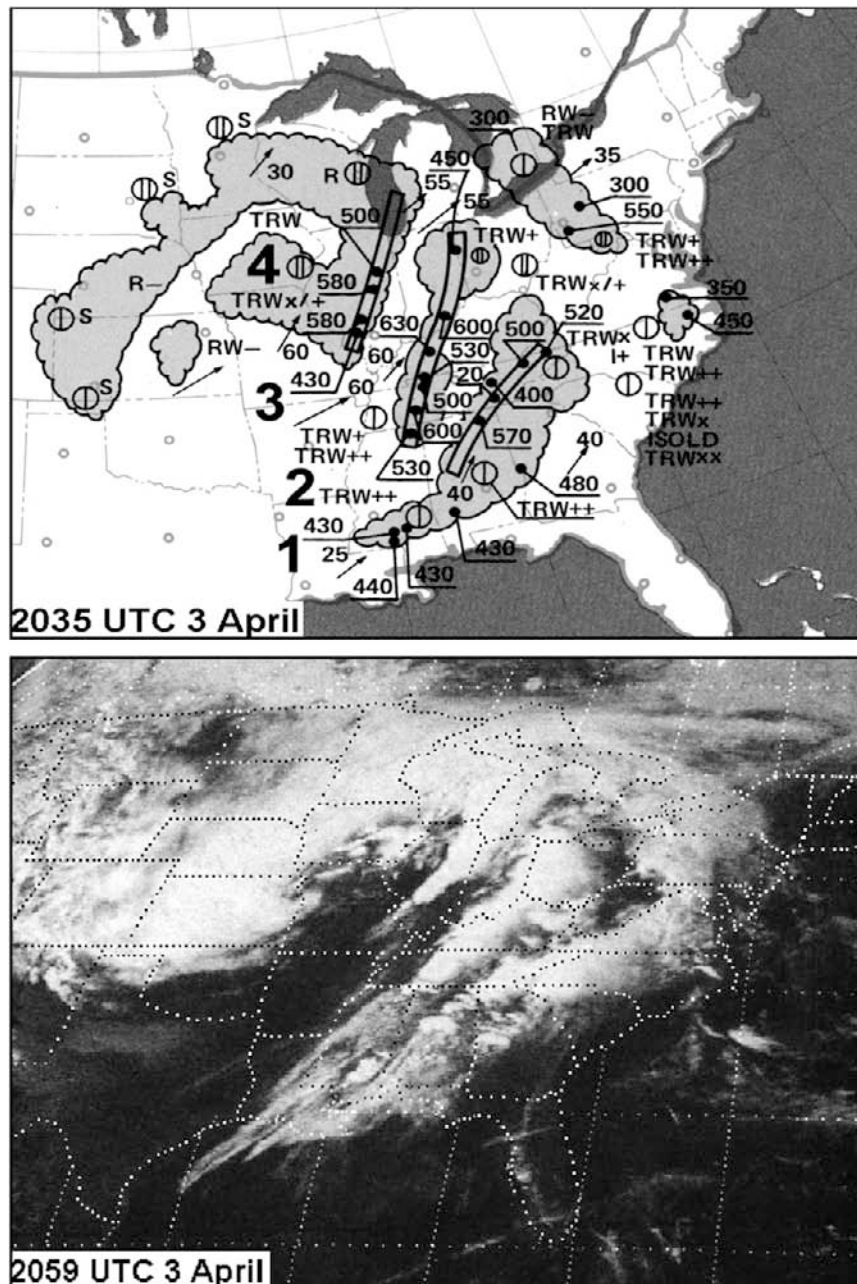 300
RW-
TRW
S
450
35
30
R
55
55
300
S
TRW
500
TRW+
550
TRW+
TRW++
4
580
TRWx/+
350
R-
TRWx/+
S
580
630
600
500
520
450
RW-
60
60
530
TRWx
I+
TRW
TRW++
430
60
20
S
3
500
400
TRW++
TRWx
ISOLD
TRWxx
TRW+
TRW++
600
570
530
40
2
TRW++
40
480
TRW++
430
1
25
430
430
440
2035 UTC 3 April
2059 UTC 3 April